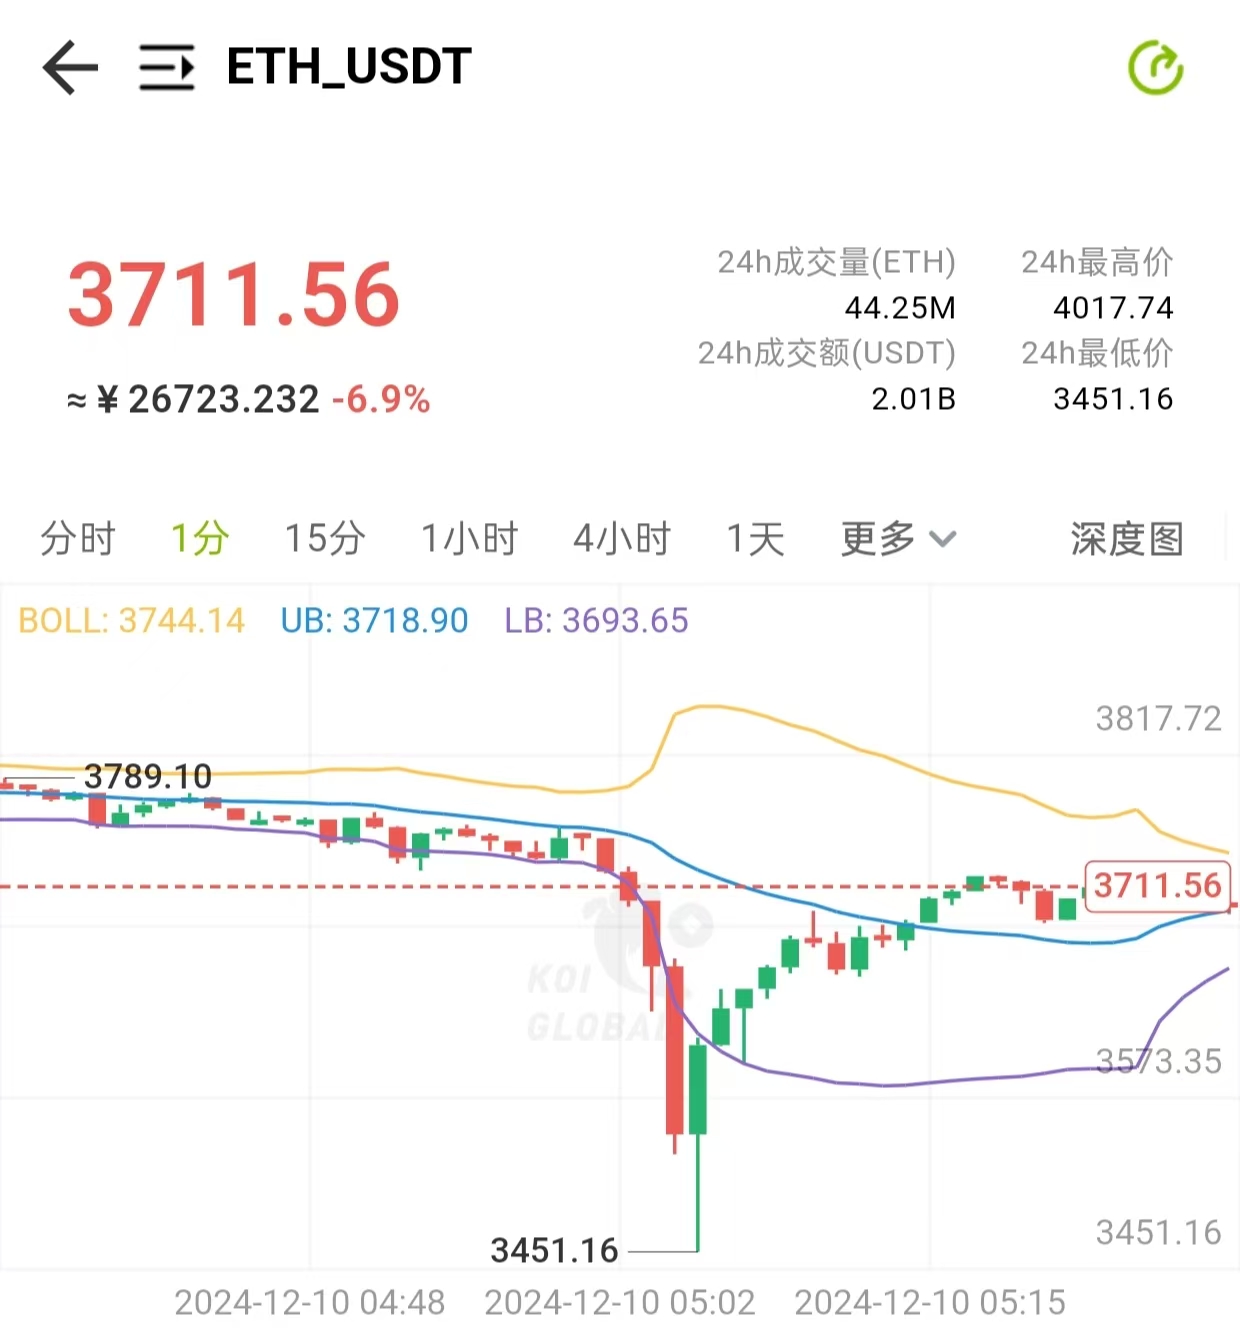 ETH_USDT
3711.56
≈ ¥ 26723.232 -6.9%
24h成交量(ETH) 24h最高价
44.25M 4017.74
24h成交额(USDT) 24h最低价
2.01B 3451.16
分时 1分 15分 1小时 4小时 1天 更多 深度图
BOLL: 3744.14 UB: 3718.90 LB: 3693.65
3817.72
3789.10
3711.56
KOI
GLOBAL
3573.35
3451.16
3451.16
2024-12-10 04:48 2024-12-10 05:02 2024-12-10 05:15